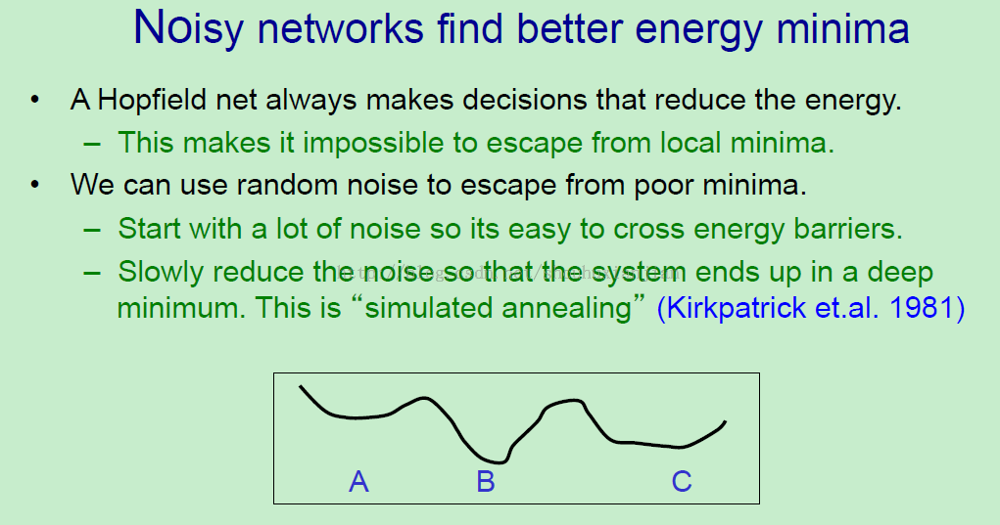 Noisy networks find better energy minima
• A Hopfield net always makes decisions that reduce the energy.
– This makes it impossible to escape from local minima.
• We can use random noise to escape from poor minima.
– Start with a lot of noise so its easy to cross energy barriers.
– Slowly reduce the noise so that the system ends up in a deep
minimum. This is “simulated annealing” (Kirkpatrick et.al. 1981)
A B C